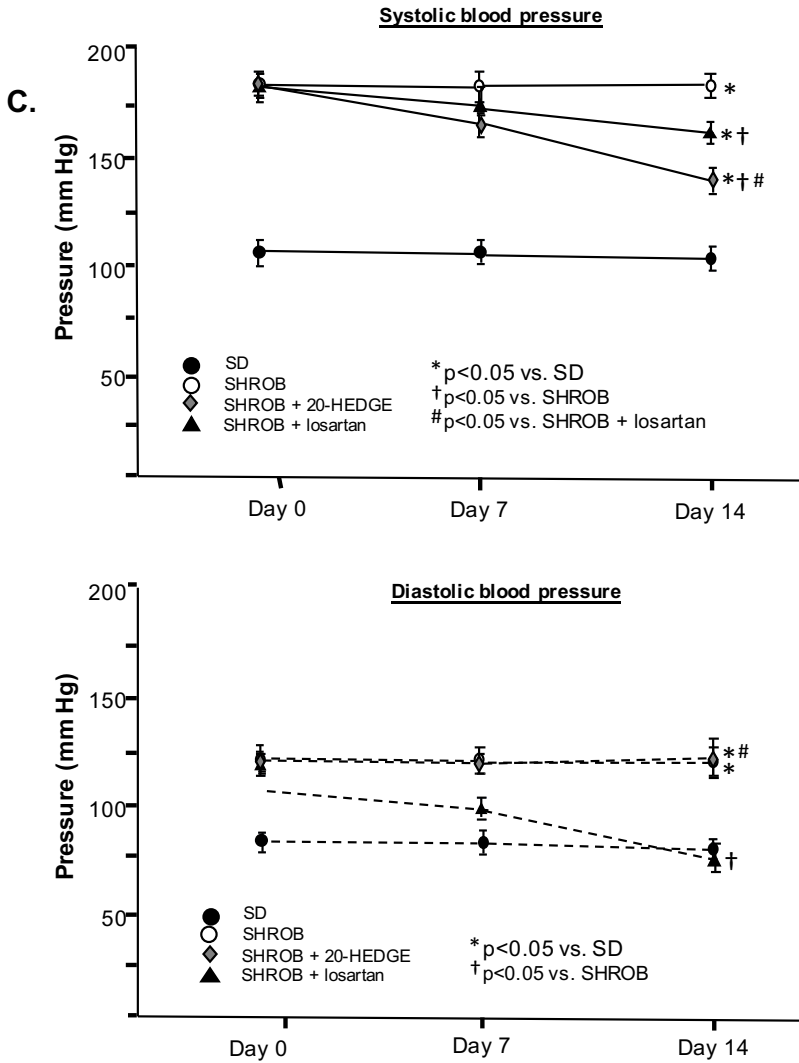 Systolic blood pressure
C.
Pressure (mm Hg)
200
150
100
50
* 
*†
*†#
SD
SHROB
SHROB + 20-HEDGE
SHROB + losartan
*p<0.05 vs. SD
†p<0.05 vs. SHROB
#p<0.05 vs. SHROB + losartan
Day 0 Day 7 Day 14
Diastolic blood pressure
Pressure (mm Hg)
200
150
100
50
*#
*
†
SD
SHROB
SHROB + 20-HEDGE
SHROB + losartan
*p<0.05 vs. SD
†p<0.05 vs. SHROB
Day 0 Day 7 Day 14